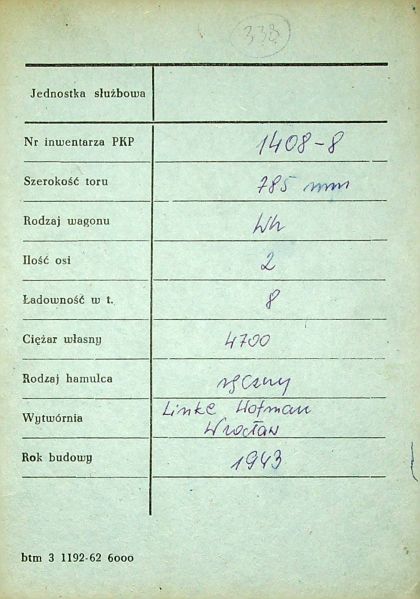 338
Jednostka służbowa
Nr inwentarza PKP 1408-8
Szerokość toru 785 mm
Rodzaj wagonu Wh
Ilość osi 2
Ładowność w t. 8
Ciężar własny 4700
Rodzaj hamulca ręczny
Wytwórnia Linke Hofman
Wrocław
Rok budowy 1943
btm 3 1192-62 6000